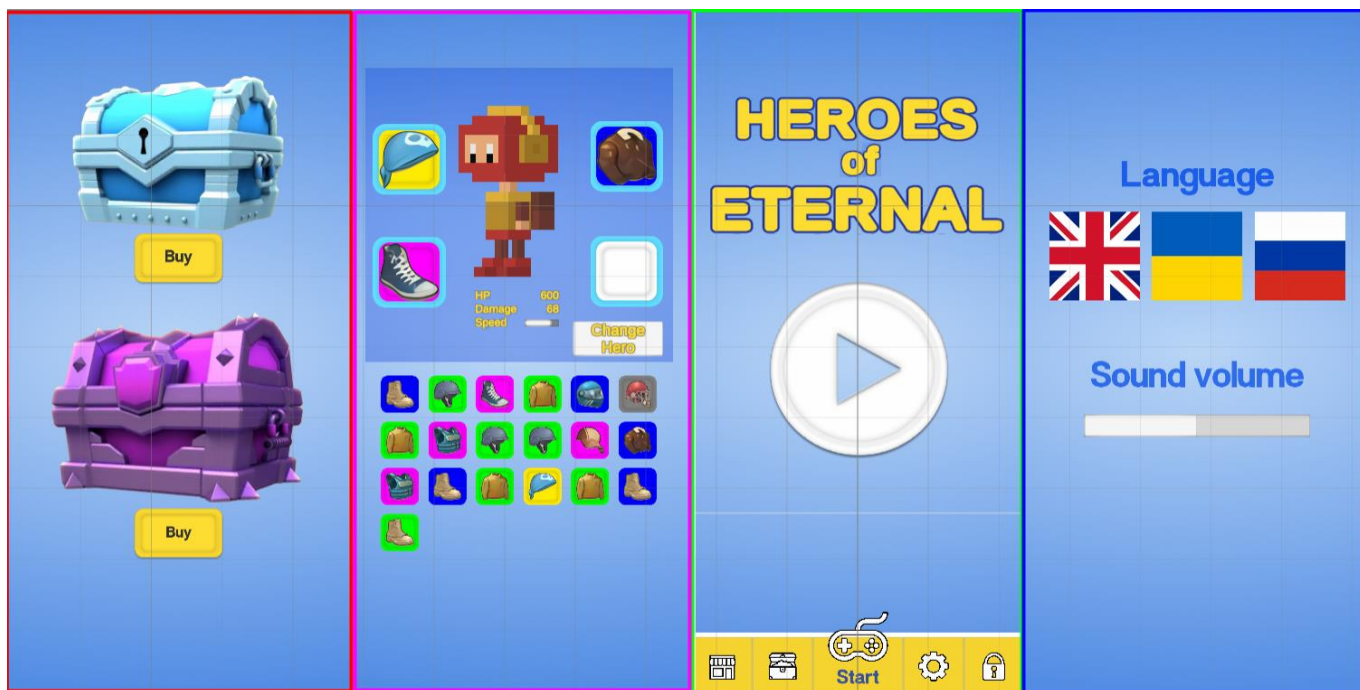 Buy
Buy
HP 600
Damage 68
Speed
Change
Hero
HEROES
of
ETERNAL
Start
Language
Sound volume